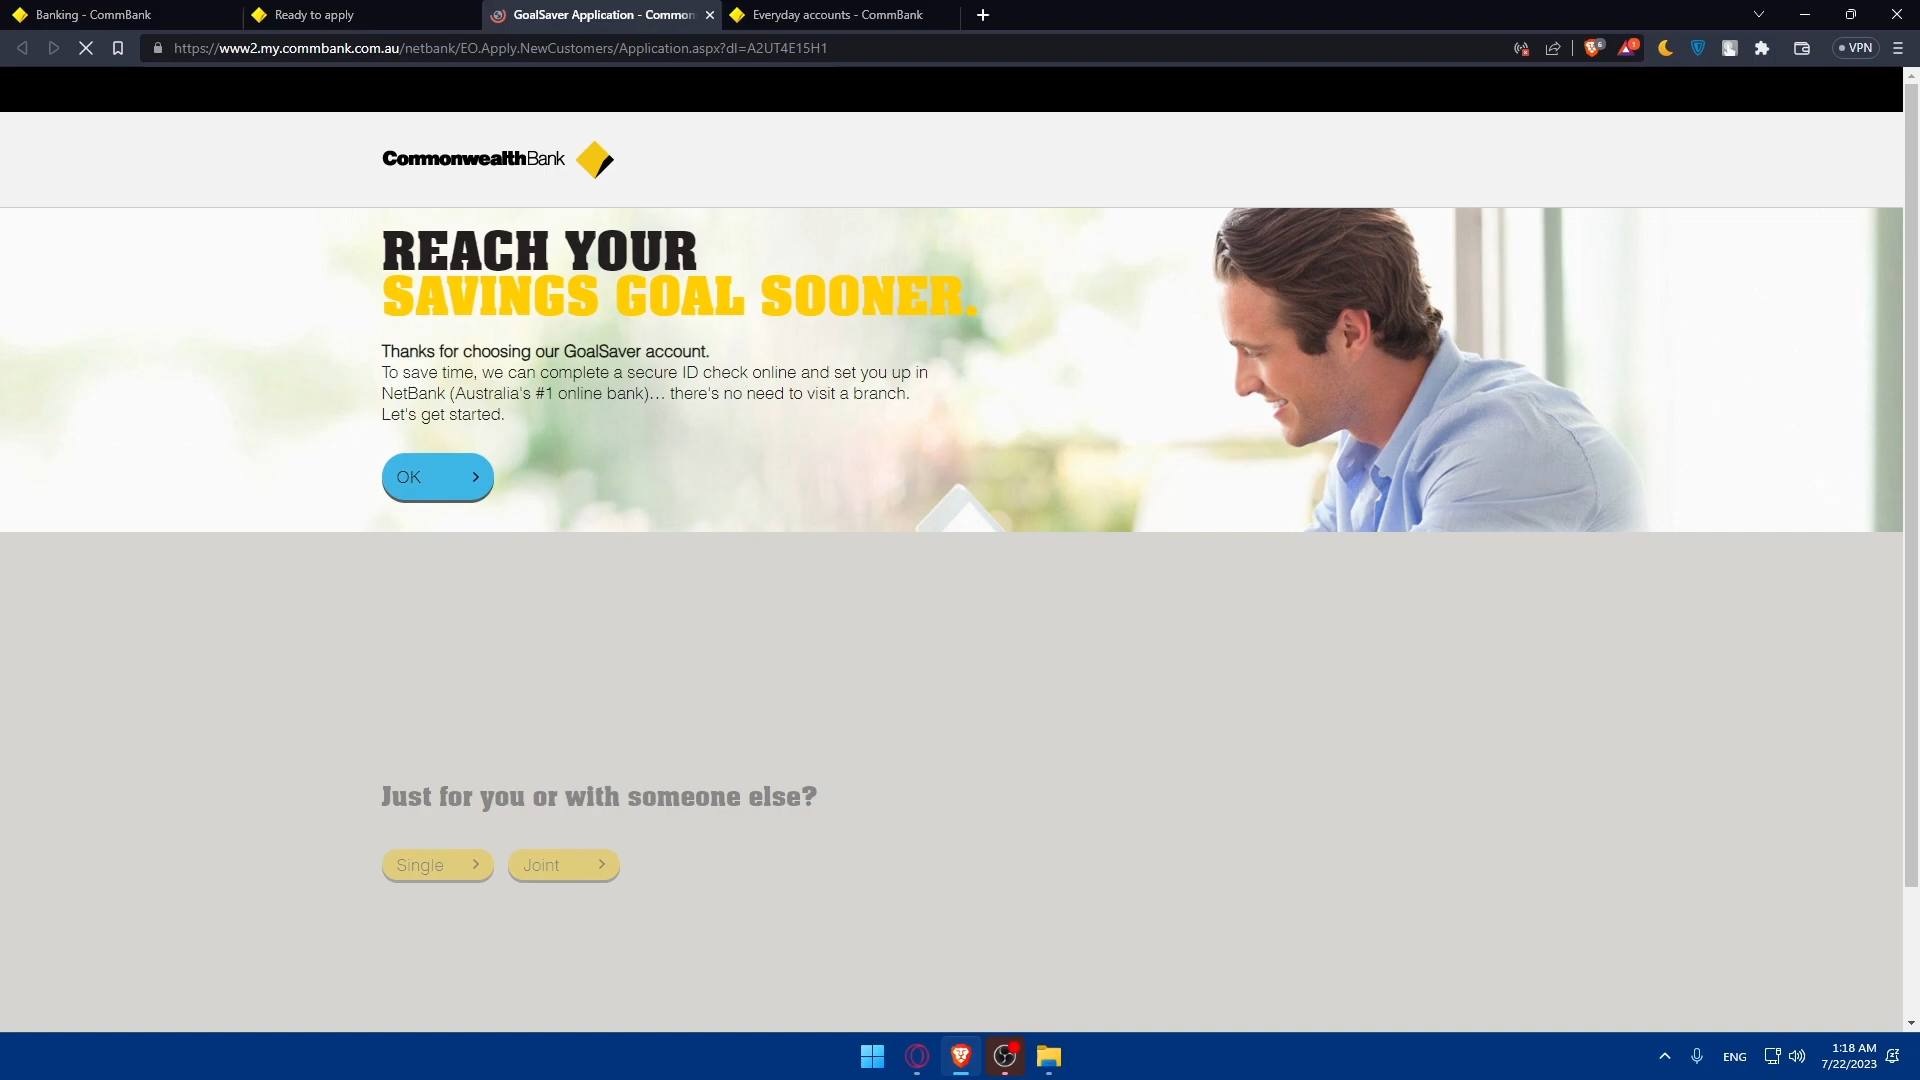 Banking - CommBank
Ready to apply
GoalSaver Application - Common
Everyday accounts - CommBank
https://www2.my.commbank.com.au/netbank/EO.Apply.NewCustomers/Application.aspx?dl=A2UT4E15H1
6
1
VPN
CommonwealthBank
REACH YOUR
SAVINGS GOAL SOONER.
Thanks for choosing our GoalSaver account.
To save time, we can complete a secure ID check online and set you up in
NetBank (Australia's #1 online bank)... there's no need to visit a branch.
Let's get started.
OK
Just for you or with someone else?
Single
Joint
ENG
1:18 AM
7/22/2023